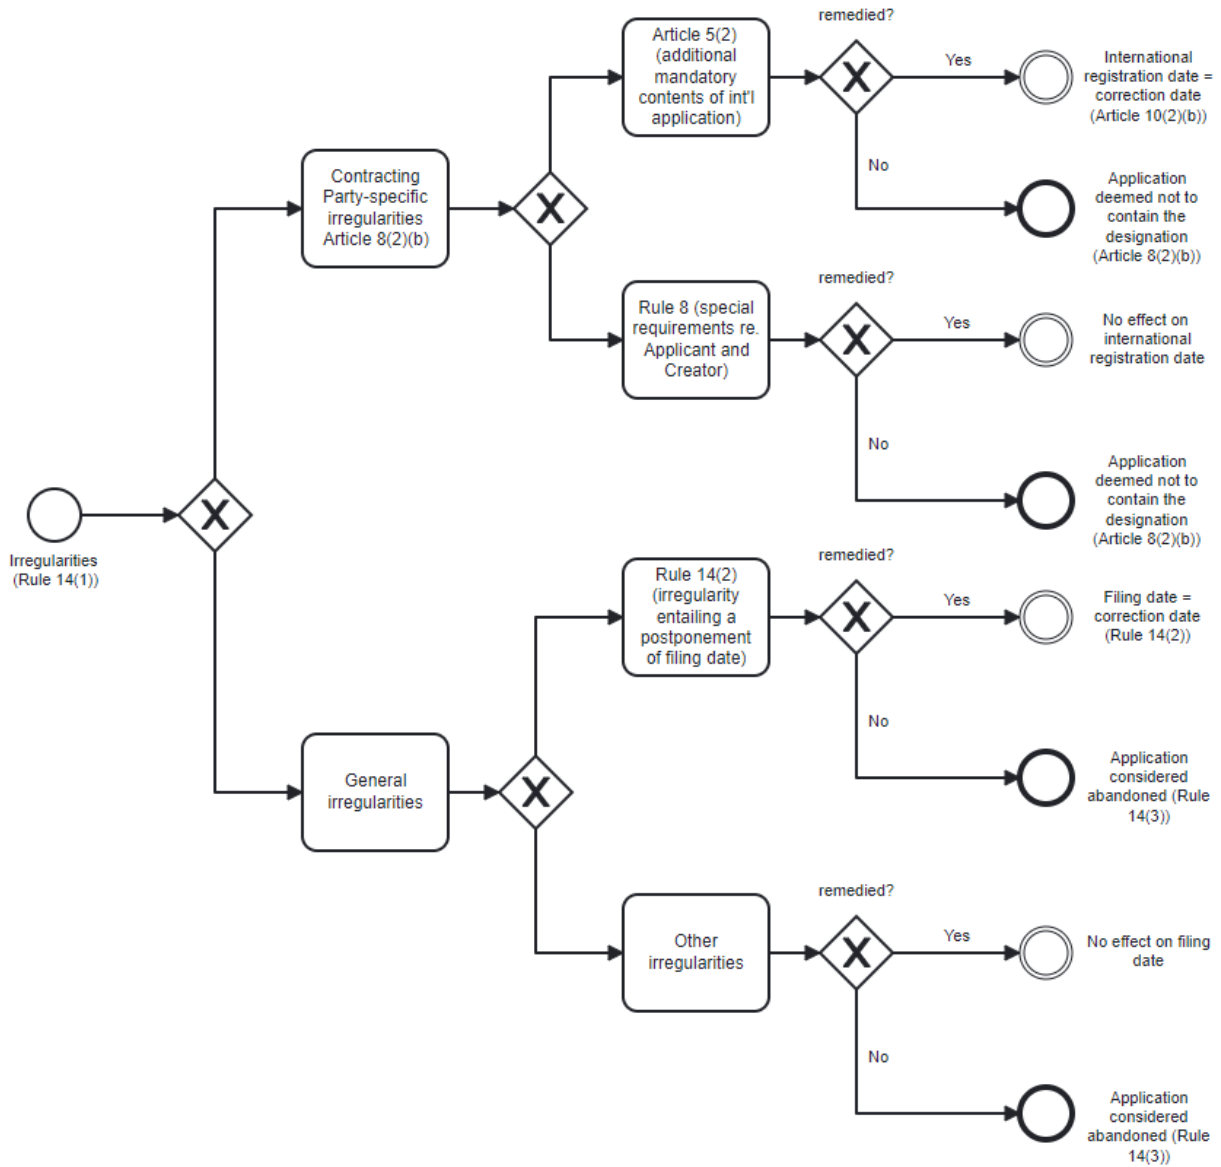 remedied?
Article 5(2)
(additional
mandatory
contents of int'l
application)
Yes
International
registration date =
correction date
(Article 10(2)(b))
No
Application
deemed not to
contain the
designation
(Article 8(2)(b))
Contracting
Party-specific
irregularities
Article 8(2)(b)
X
X
remedied?
Rule 8 (special
requirements re.
Applicant and
Creator)
X
Yes
No effect on
international
registration date
No
Application
deemed not to
contain the
designation
(Article 8(2)(b))
X
Irregularities
(Rule 14(1))
remedied?
Rule 14(2)
(irregularity
entailing a
postponement
of filing date)
X
Yes
Filing date =
correction date
(Rule 14(2))
No
Application
considered
abandoned (Rule
14(3))
General
irregularities
X
remedied?
Other
irregularities
X
Yes
No effect on filing
date
No
Application
considered
abandoned (Rule
14(3))